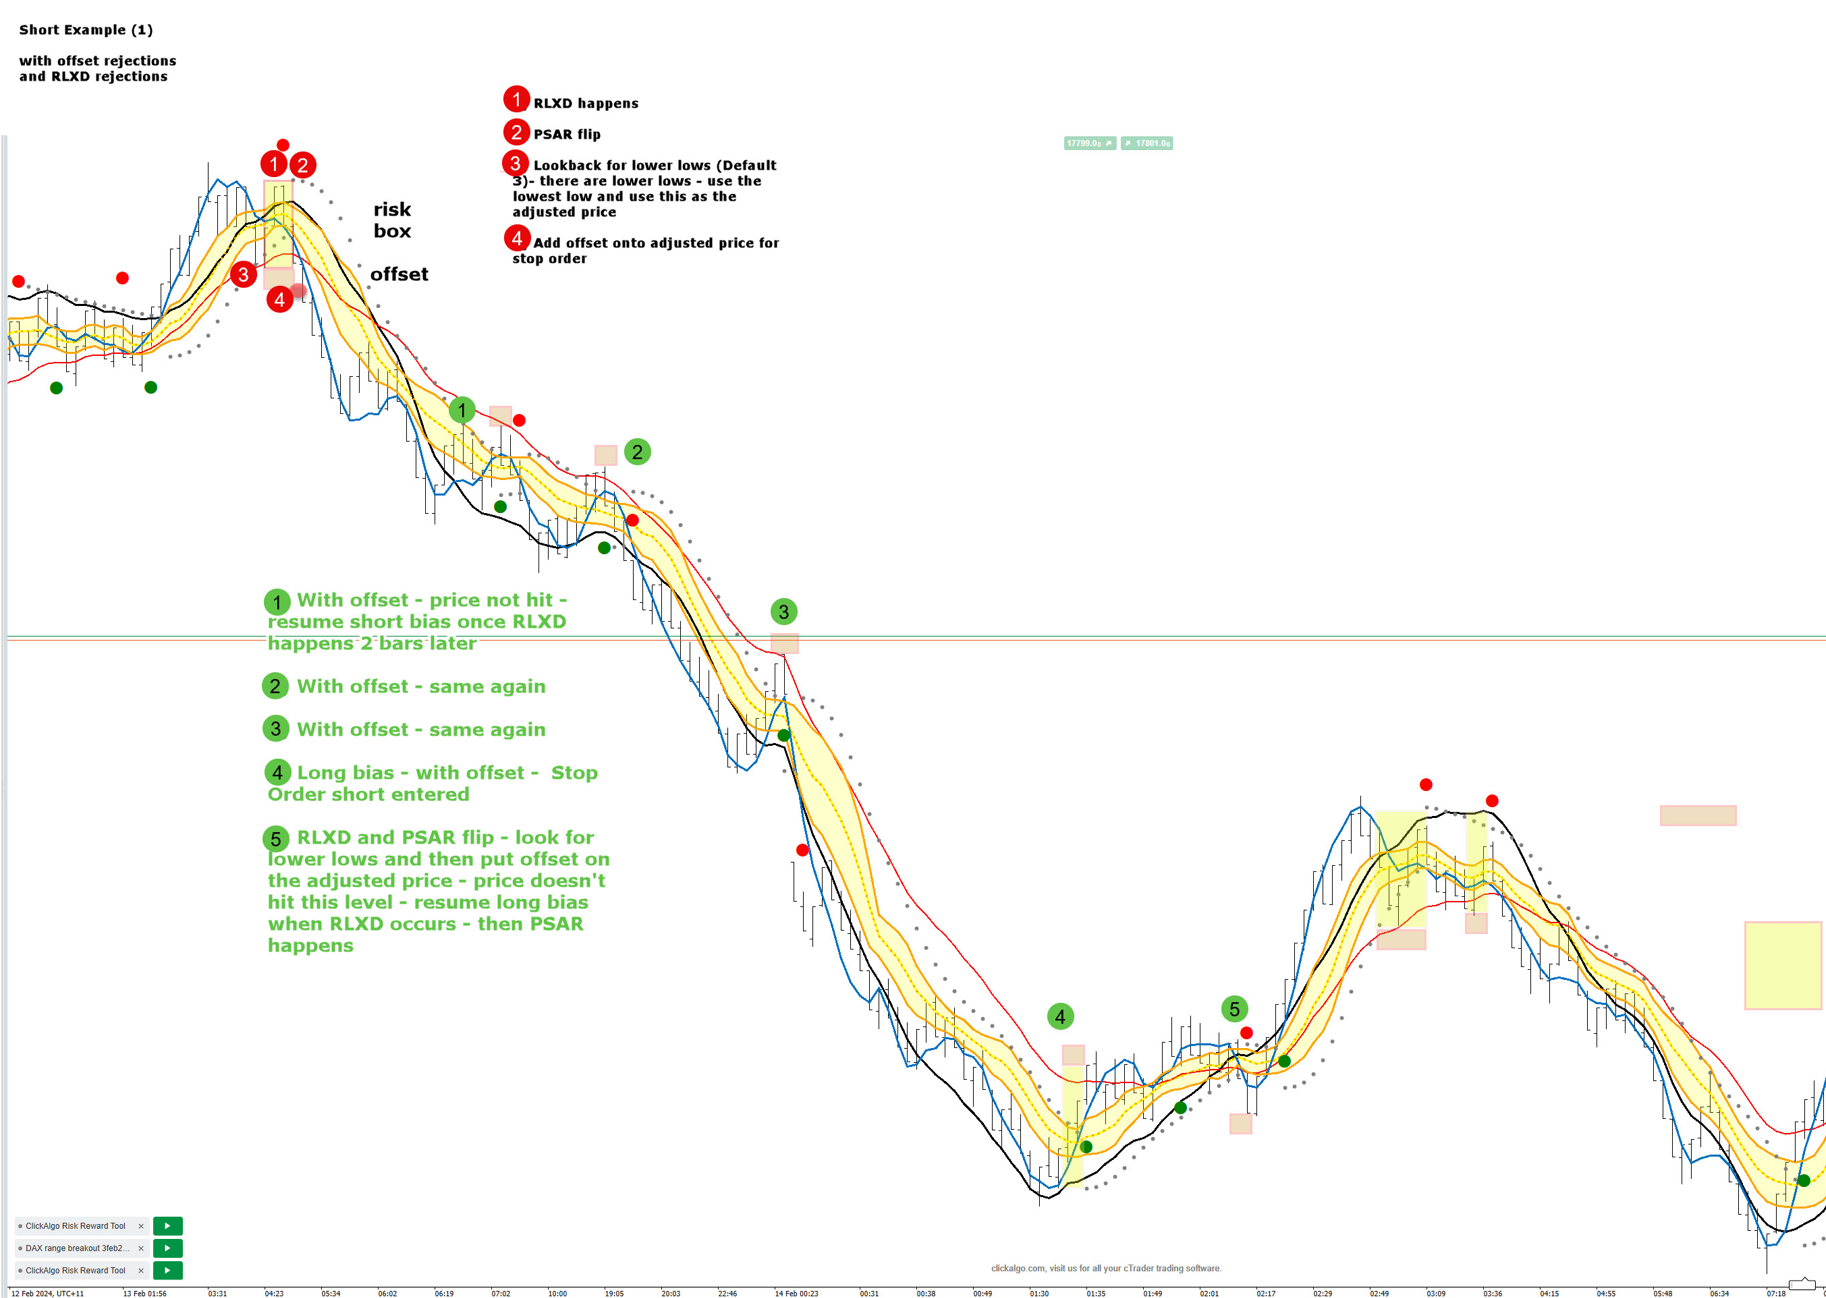 Short Example (1)
with offset rejections
and RLXD rejections
1 RLXD happens
2 PSAR flip
3 Lookback for lower lows (Default
3)- there are lower lows - use the
lowest low and use this as the
adjusted price
4 Add offset onto adjusted price for
stop order
17799.0 17801.0
1 2
risk
box
3
offset
4
1
2
3
1 With offset - price not hit -
resume short bias once RLXD
happens 2 bars later
2 With offset - same again
3 With offset - same again
4 Long bias - with offset - Stop
Order short entered
5 RLXD and PSAR flip - look for
lower lows and then put offset on
the adjusted price - price doesn't
hit this level - resume long bias
when RLXD occurs - then PSAR
happens
4
5
ClickAlgo Risk Reward Tool ×
DAX range breakout 3feb2... ×
ClickAlgo Risk Reward Tool ×
clickalgo.com, visit us for all your cTrader trading software.
12 Feb 2024, UTC+11 13 Feb 01:56 03:31 04:23 05:34 06:02 06:19 07:02 10:00 19:05 20:03 22:46 14 Feb 00:23 00:31 00:38 00:49 01:30 01:35 01:49 02:01 02:17 02:29 02:49 03:09 03:36 04:15 04:55 05:48 06:34 07:18